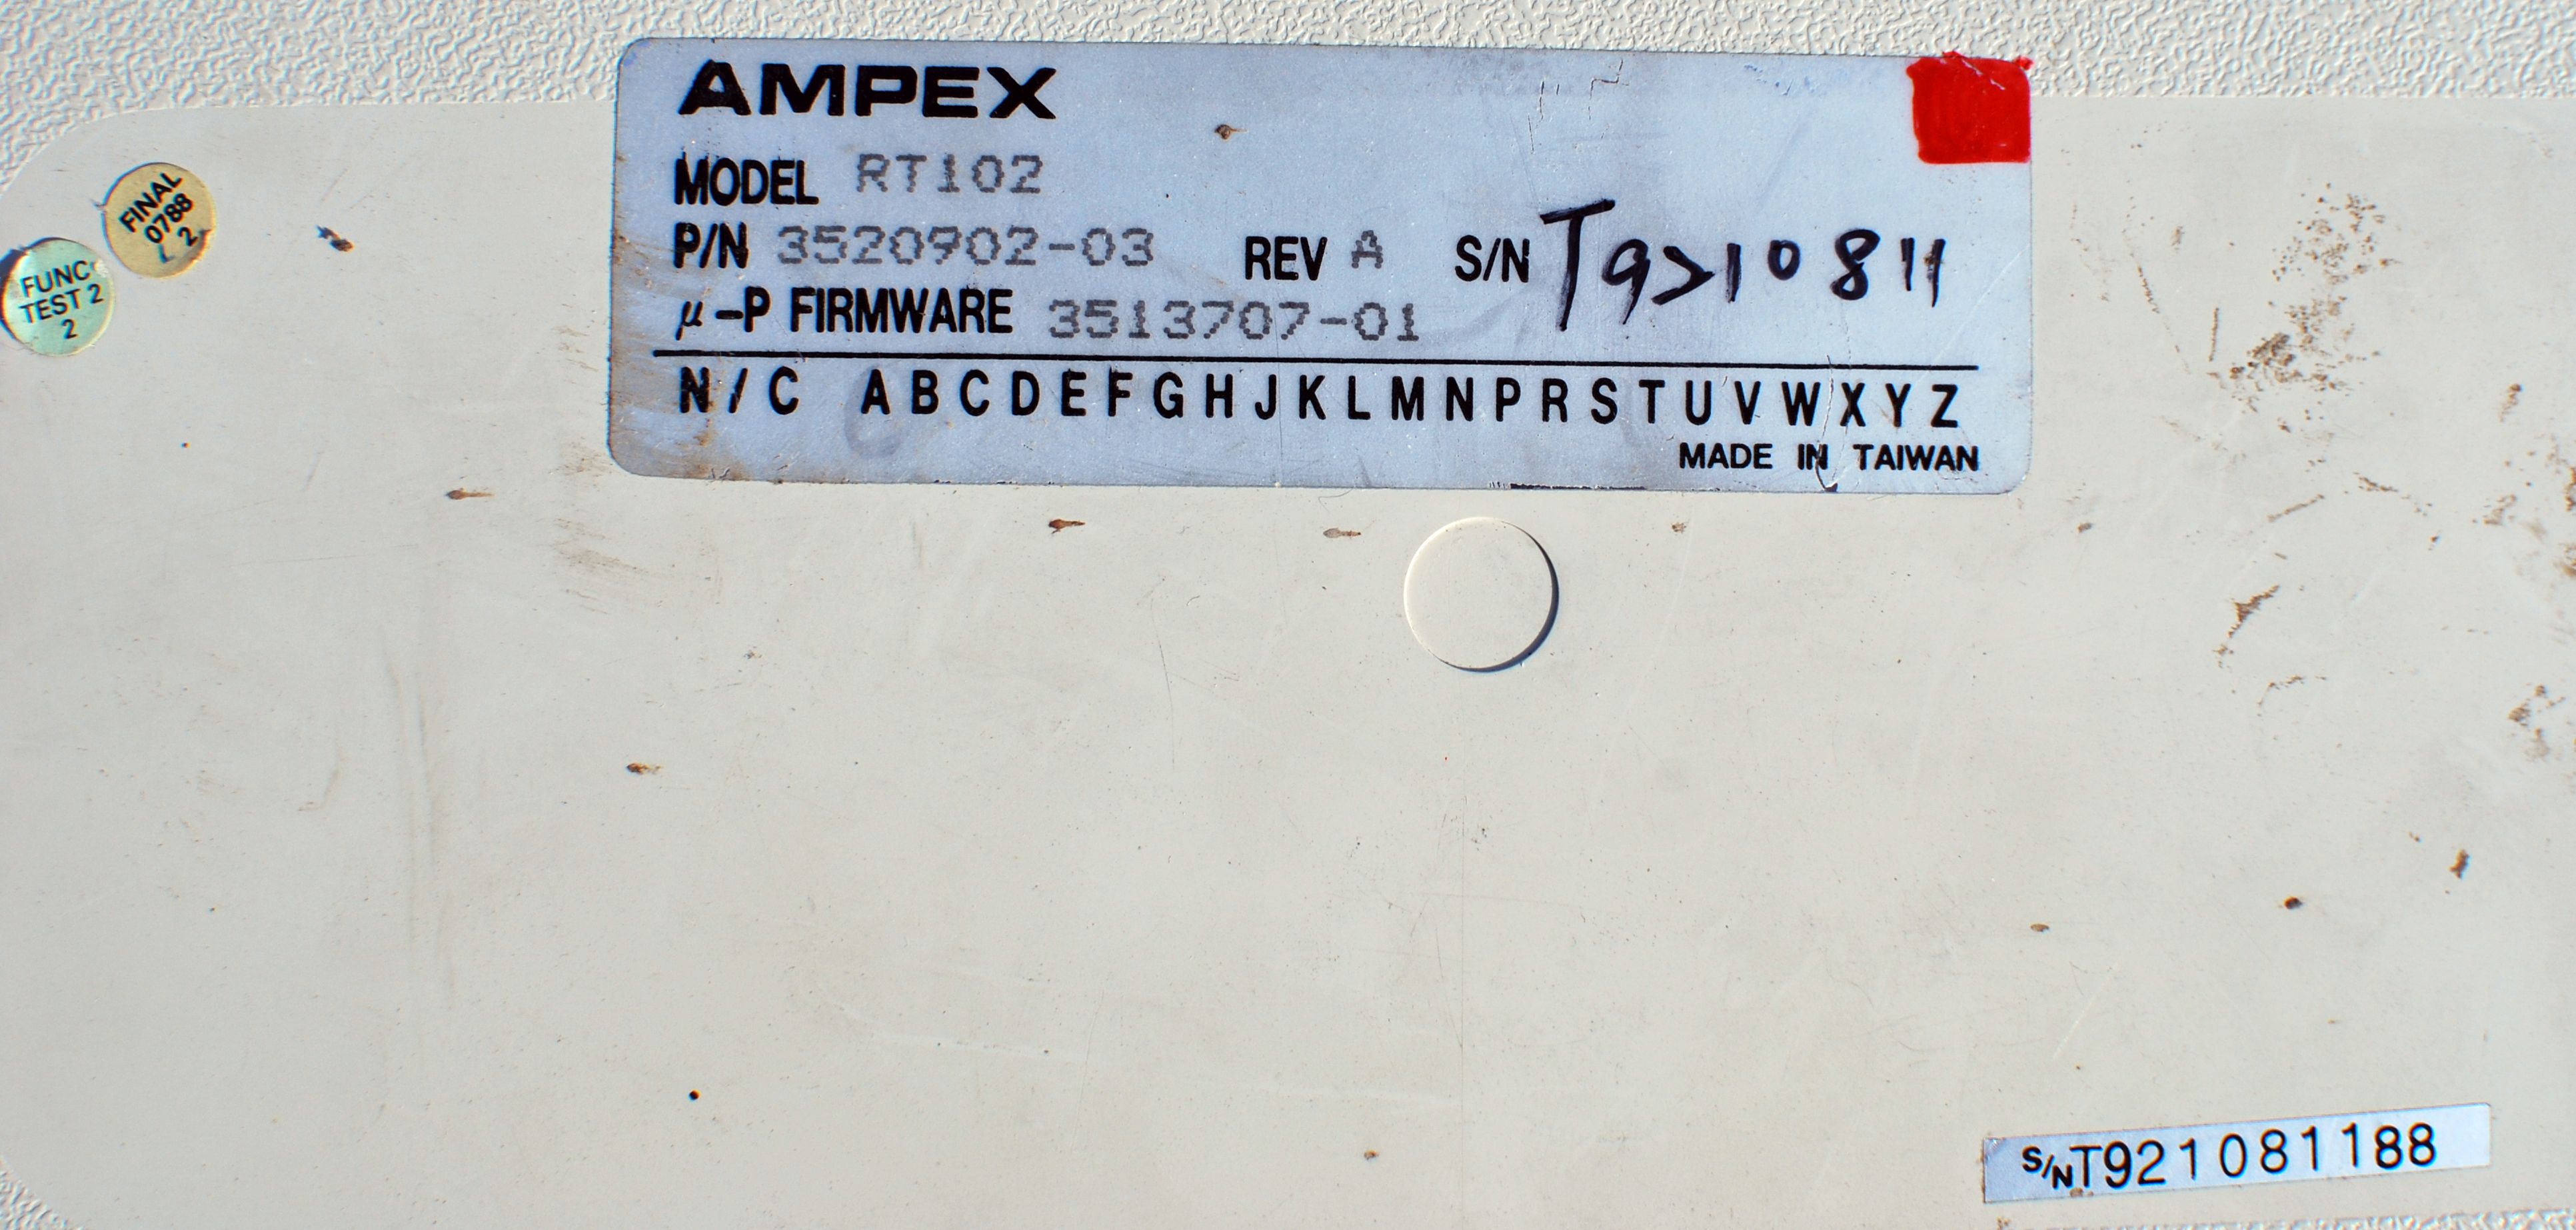 AMPEX
MODEL RT102
P/N 3520902-03 REV A S/N T9210811
μ-P FIRMWARE 3513707-01
N/C A B C D E F G H J K L M N P R S T U V W X Y Z
MADE IN TAIWAN
FINAL
0788
L 2
FUNC
TEST 2
2
S/N T921081188